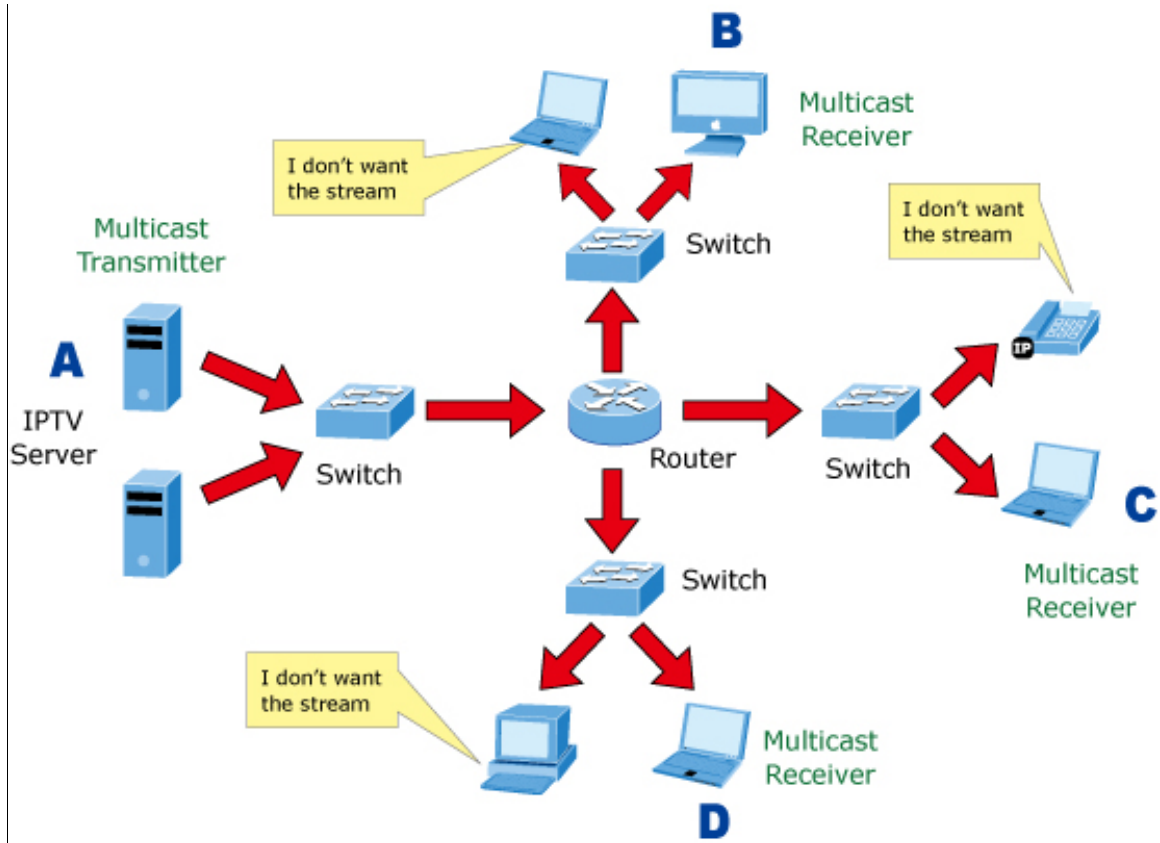 B
Multicast
Receiver
I don't want
the stream
I don't want
the stream
Switch
Multicast
Transmitter
A
IPTV
Server
IP
Switch
Router
Switch
C
Multicast
Receiver
Switch
I don't want
the stream
Multicast
Receiver
D